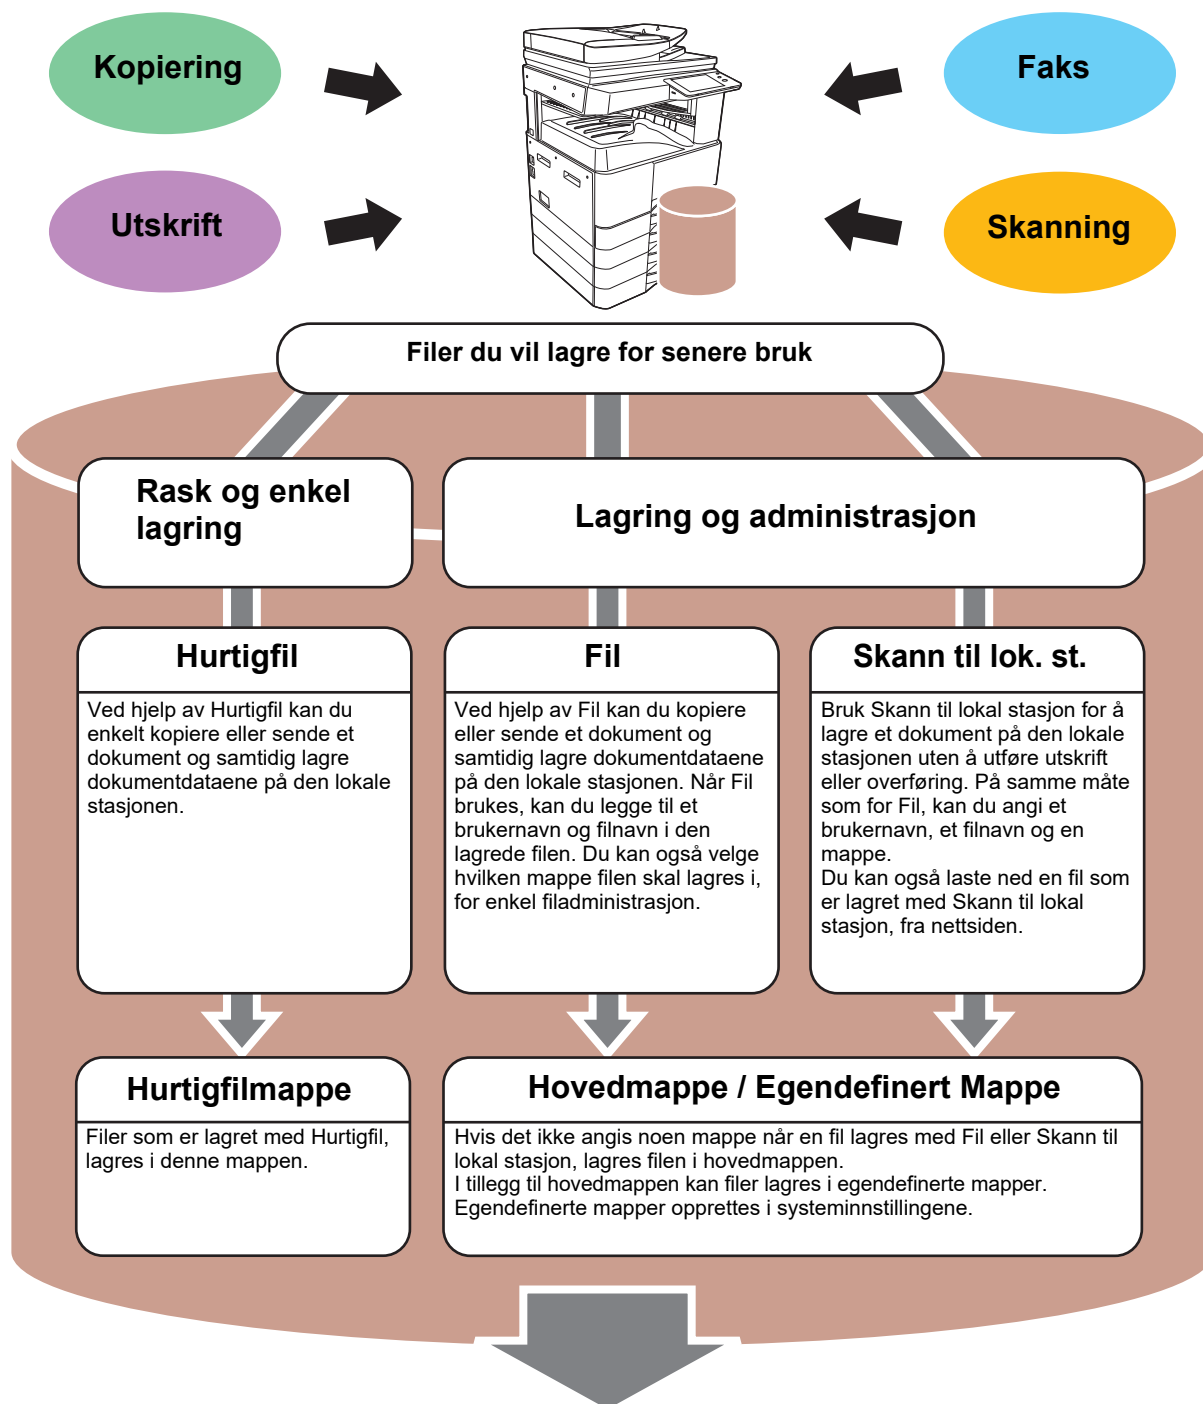 Kopiering
Faks
Utskrift
Skanning
Filer du vil lagre for senere bruk
Rask og enkel
lagring
Lagring og administrasjon
Hurtigfil
Ved hjelp av Hurtigfil kan du
enkelt kopiere eller sende et
dokument og samtidig lagre
dokumentdataene på den lokale
stasjonen.
Fil
Ved hjelp av Fil kan du kopiere
eller sende et dokument og
samtidig lagre dokumentdataene
på den lokale stasjonen. Når Fil
brukes, kan du legge til et
brukernavn og filnavn i den
lagrede filen. Du kan også velge
hvilken mappe filen skal lagres i,
for enkel filadministrasjon.
Skann til lok. st.
Bruk Skann til lokal stasjon for å
lagre et dokument på den lokale
stasjonen uten å utføre utskrift
eller overføring. På samme måte
som for Fil, kan du angi et
brukernavn, et filnavn og en
mappe.
Du kan også laste ned en fil som
er lagret med Skann til lokal
stasjon, fra nettsiden.
Hurtigfilmappe
Filer som er lagret med Hurtigfil,
lagres i denne mappen.
Hovedmappe / Egendefinert Mappe
Hvis det ikke angis noen mappe når en fil lagres med Fil eller Skann til
lokal stasjon, lagres filen i hovedmappen.
I tillegg til hovedmappen kan filer lagres i egendefinerte mapper.
Egendefinerte mapper opprettes i systeminnstillingene.